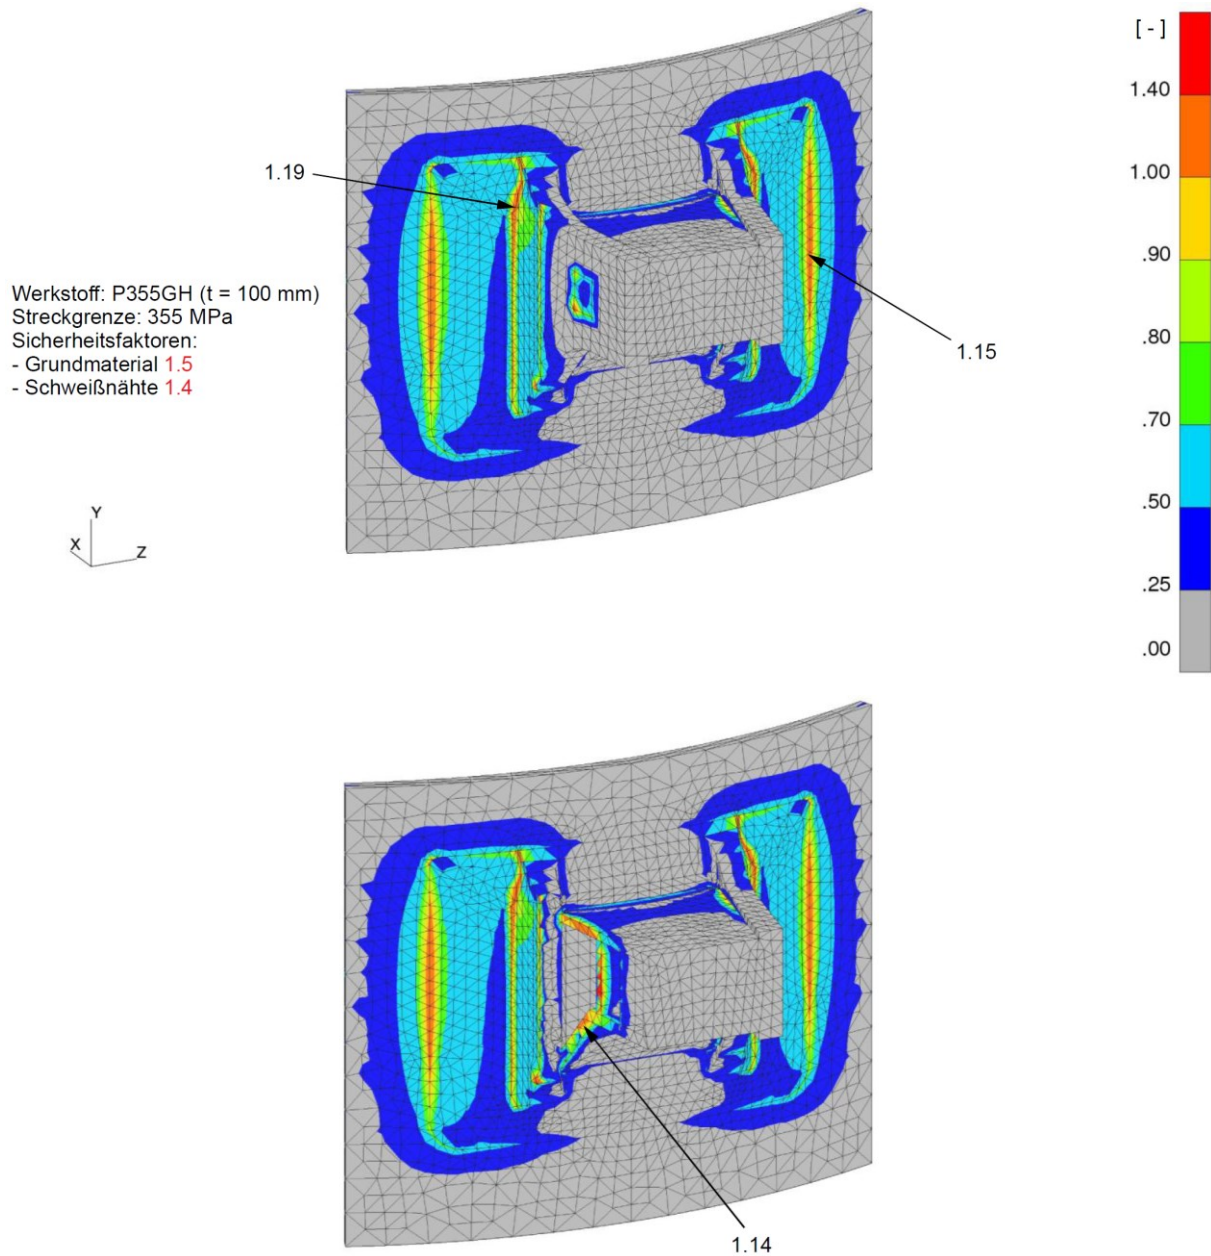 [ - ]
1.40
1.19
1.00
.90
Werkstoff: P355GH (t = 100 mm)
Streckgrenze: 355 MPa
Sicherheitsfaktoren:
- Grundmaterial 1.5
- Schweißnähte 1.4
1.15
.80
.70
.50
Y
X
Z
.25
.00
1.14